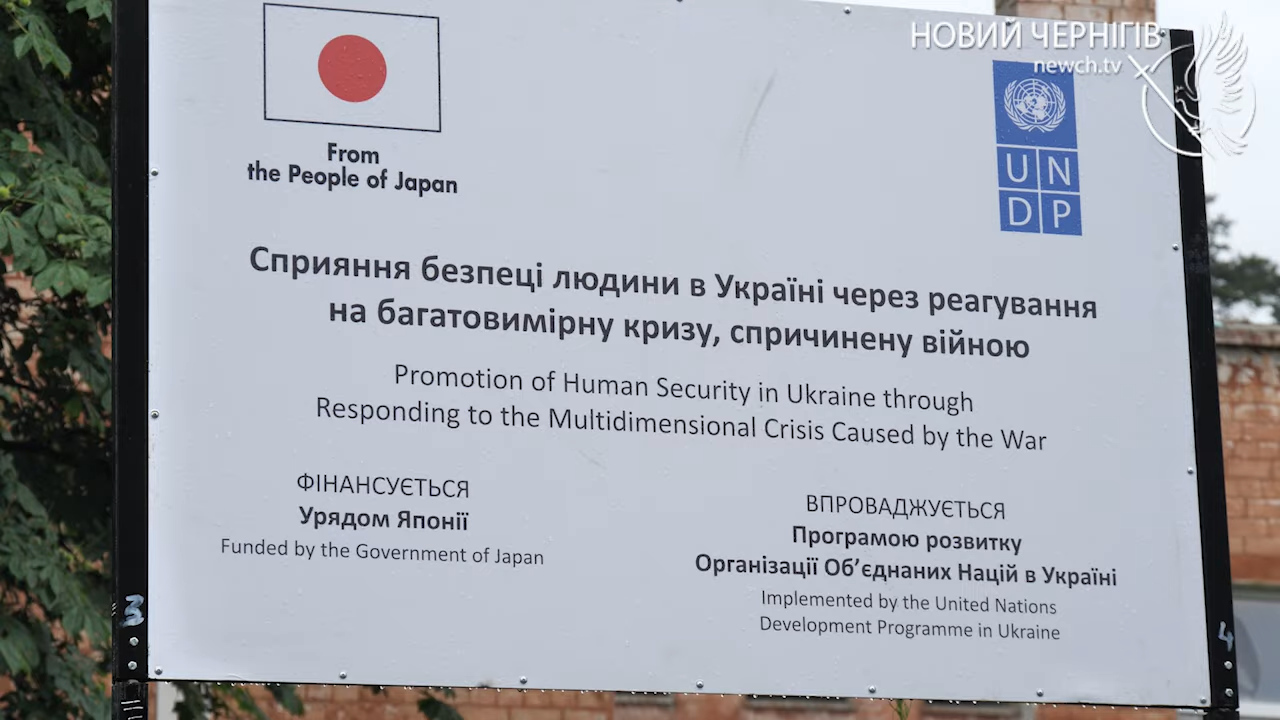 НОВИЙ ЧЕРНІГІВ
newch.tv
From
the People of Japan
U N
D P
Сприяння безпеці людини в Україні через реагування
на багатовимірну кризу, спричинену війною
Promotion of Human Security in Ukraine through
Responding to the Multidimensional Crisis Caused by the War
ФІНАНСУЄТЬСЯ
Урядом Японії
Funded by the Government of Japan
ВПРОВАДЖУЄТЬСЯ
Програмою розвитку
Організації Об’єднаних Націй в Україні
Implemented by the United Nations
Development Programme in Ukraine
3
4